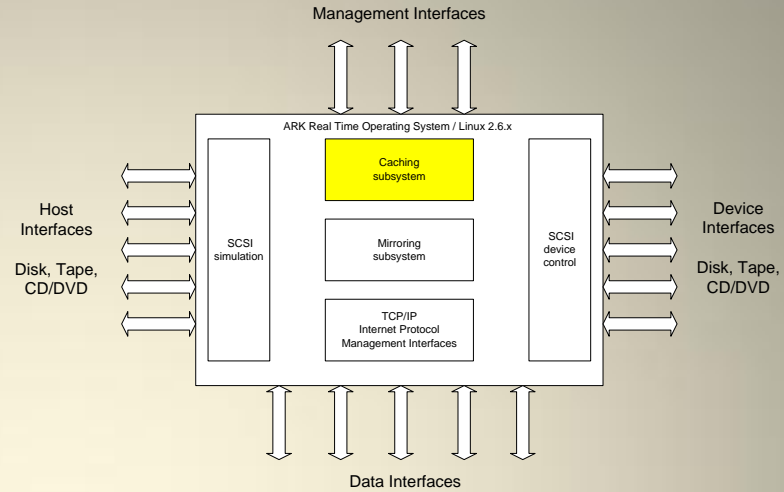 Management Interfaces
ARK Real Time Operating System / Linux 2.6.x
Host
Interfaces
Disk, Tape,
CD/DVD
SCSI
simulation
Caching
subsystem
Mirroring
subsystem
TCP/IP
Internet Protocol
Management Interfaces
SCSI
device
control
Device
Interfaces
Disk, Tape,
CD/DVD
Data Interfaces